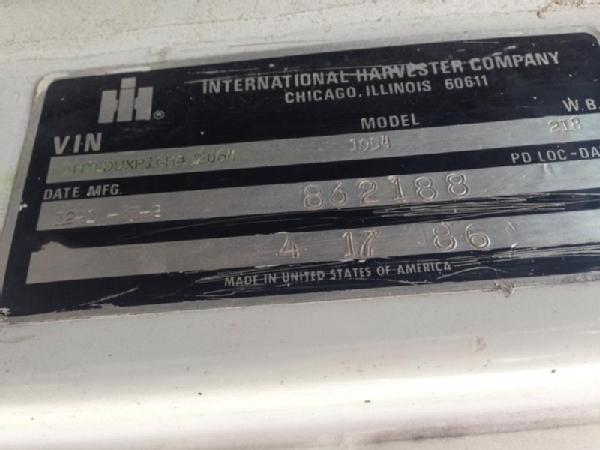 INTERNATIONAL HARVESTER COMPANY
CHICAGO, ILLINOIS 60611
IH®
VIN MODEL W.B.
1954 218
DATE MFG. PD LOC-DA
862188
4 17 86
MADE IN UNITED STATES OF AMERICA